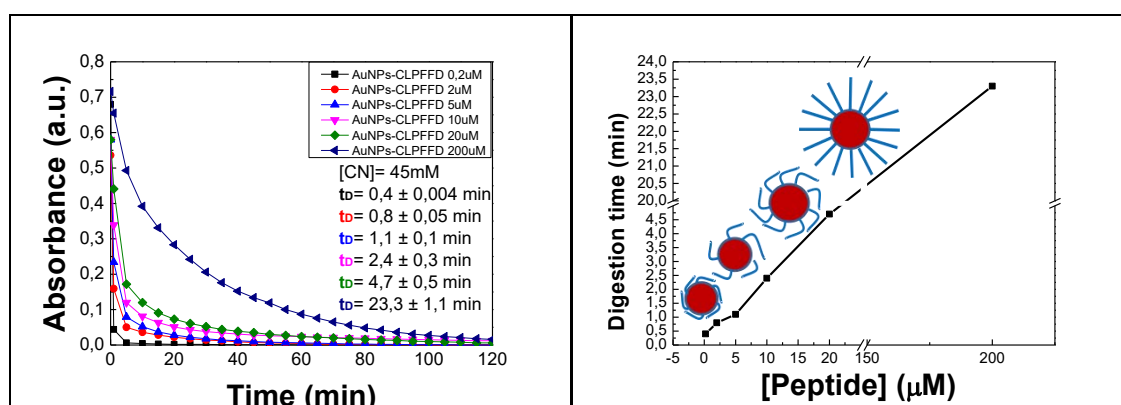 0,8
0,7
0,6
0,5
0,4
0,3
0,2
0,1
0,0
Absorbance (a.u.)
AuNPs-CLPFFD 0,2uM
AuNPs-CLPFFD 2uM
AuNPs-CLPFFD 5uM
AuNPs-CLPFFD 10uM
AuNPs-CLPFFD 20uM
AuNPs-CLPFFD 200uM
[CN]= 45mM
tD= 0,4 ± 0,004 min
tD= 0,8 ± 0,05 min
tD= 1,1 ± 0,1 min
tD= 2,4 ± 0,3 min
tD= 4,7 ± 0,5 min
tD= 23,3 ± 1,1 min
0 20 40 60 80 100 120
Time (min)
24,0
23,5
23,0
22,5
22,0
21,5
21,0
20,5
20,0
4,5
4,0
3,5
3,0
2,5
2,0
1,5
1,0
0,5
0,0
Digestion time (min)
-5 0 5 10 15 20 150 200
[Peptide] (μM)